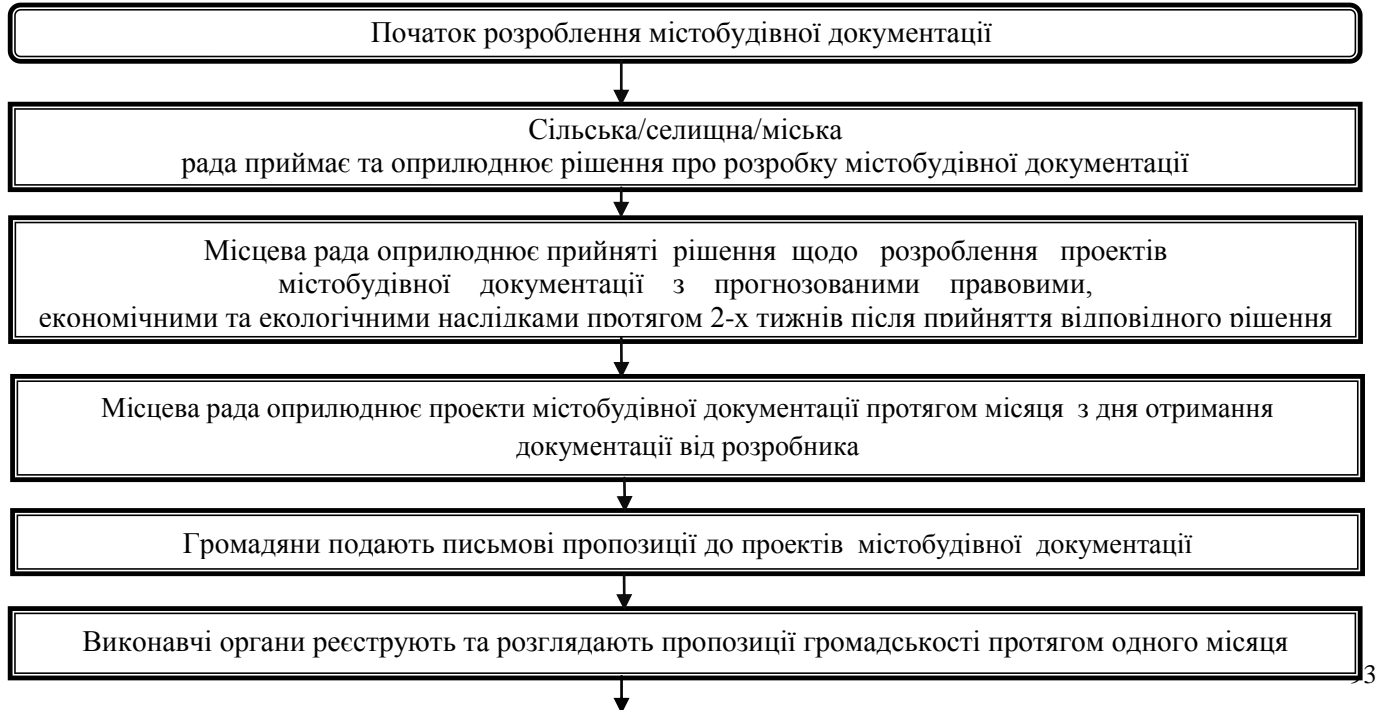 Початок розроблення містобудівної документації
Сільська/селищна/міська
рада приймає та оприлюднює рішення про розробку містобудівної документації
Місцева рада оприлюднює прийняті рішення щодо розроблення проектів
містобудівної документації з прогнозованими правовими,
економічними та екологічними наслідками протягом 2-х тижнів після прийняття відповідного рішення
Місцева рада оприлюднює проекти містобудівної документації протягом місяця з дня отримання
документації від розробника
Громадяни подають письмові пропозиції до проектів містобудівної документації
Виконавчі органи реєструють та розглядають пропозиції громадськості протягом одного місяця